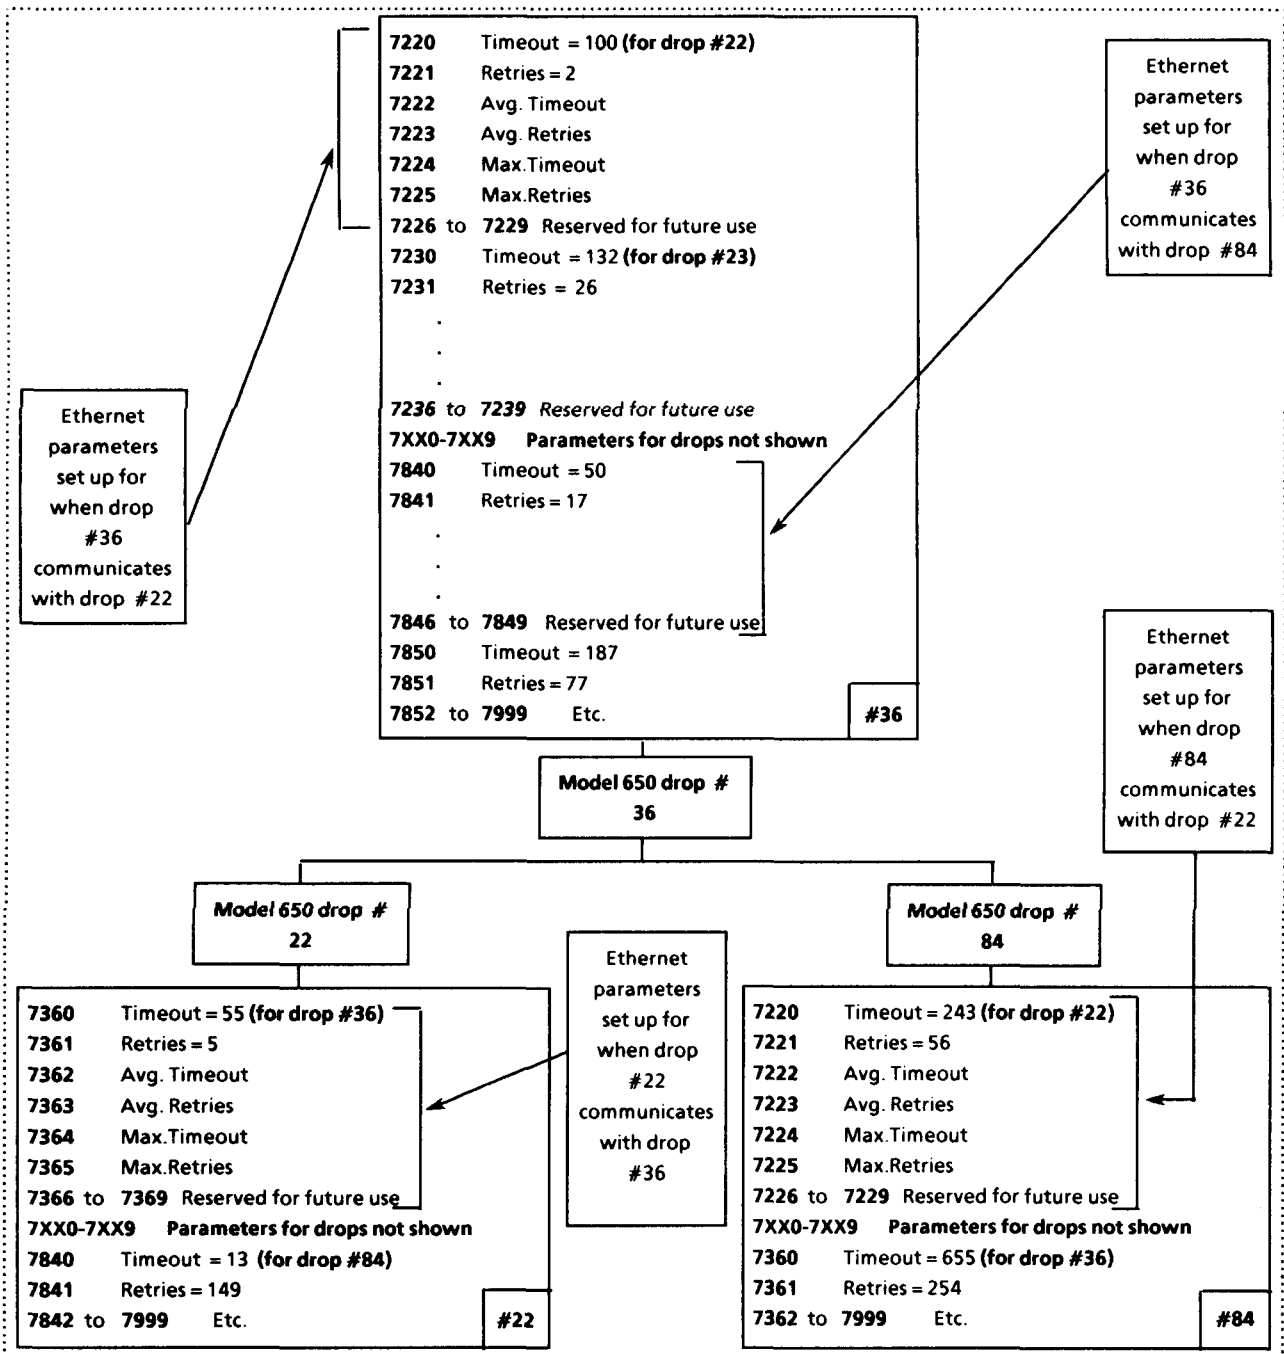 7220 Timeout = 100 (for drop #22)
7221 Retries = 2
7222 Avg. Timeout
7223 Avg. Retries
7224 Max.Timeout
7225 Max.Retries
7226 to 7229 Reserved for future use
7230 Timeout = 132 (for drop #23)
7231 Retries = 26
.
.
.
7236 to 7239 Reserved for future use
7XX0-7XX9 Parameters for drops not shown
7840 Timeout = 50
7841 Retries = 17
.
.
.
7846 to 7849 Reserved for future use
7850 Timeout = 187
7851 Retries = 77
7852 to 7999 Etc.
#36
Ethernet
parameters
set up for
when drop
#36
communicates
with drop #84
Ethernet
parameters
set up for
when drop
#36
communicates
with drop #22
Ethernet
parameters
set up for
when drop
#84
communicates
with drop #22
Model 650 drop #
36
Model 650 drop #
22
Model 650 drop #
84
Ethernet
parameters
set up for
when drop
#22
communicates
with drop
#36
7360 Timeout = 55 (for drop #36)
7361 Retries = 5
7362 Avg. Timeout
7363 Avg. Retries
7364 Max.Timeout
7365 Max.Retries
7366 to 7369 Reserved for future use
7XX0-7XX9 Parameters for drops not shown
7840 Timeout = 13 (for drop #84)
7841 Retries = 149
7842 to 7999 Etc.
#22
7220 Timeout = 243 (for drop #22)
7221 Retries = 56
7222 Avg. Timeout
7223 Avg. Retries
7224 Max.Timeout
7225 Max.Retries
7226 to 7229 Reserved for future use
7XX0-7XX9 Parameters for drops not shown
7360 Timeout = 655 (for drop #36)
7361 Retries = 254
7362 to 7999 Etc.
#84